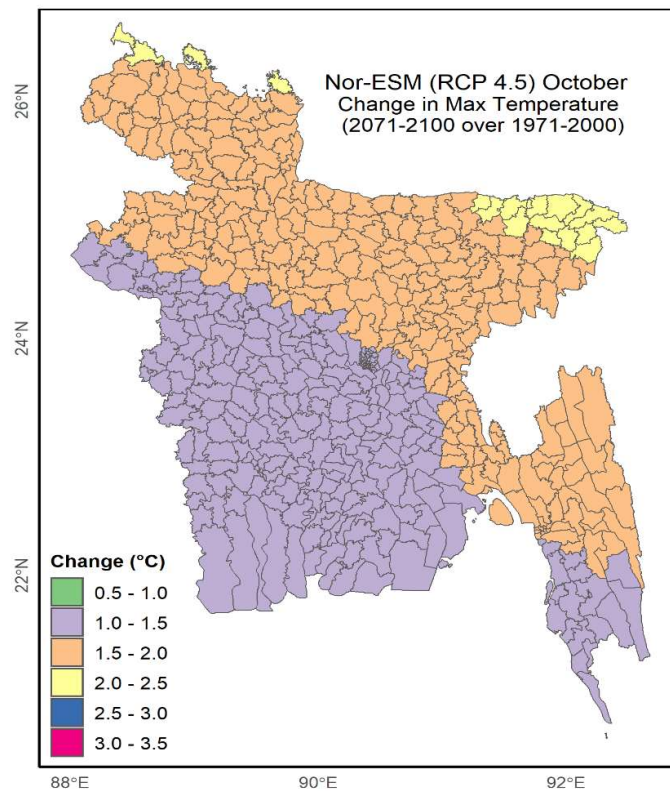 Nor-ESM (RCP 4.5) October
Change in Max Temperature
(2071-2100 over 1971-2000)
26°N
24°N
22°N
Change (°C)
0.5 - 1.0
1.0 - 1.5
1.5 - 2.0
2.0 - 2.5
2.5 - 3.0
3.0 - 3.5
88°E
90°E
92°E